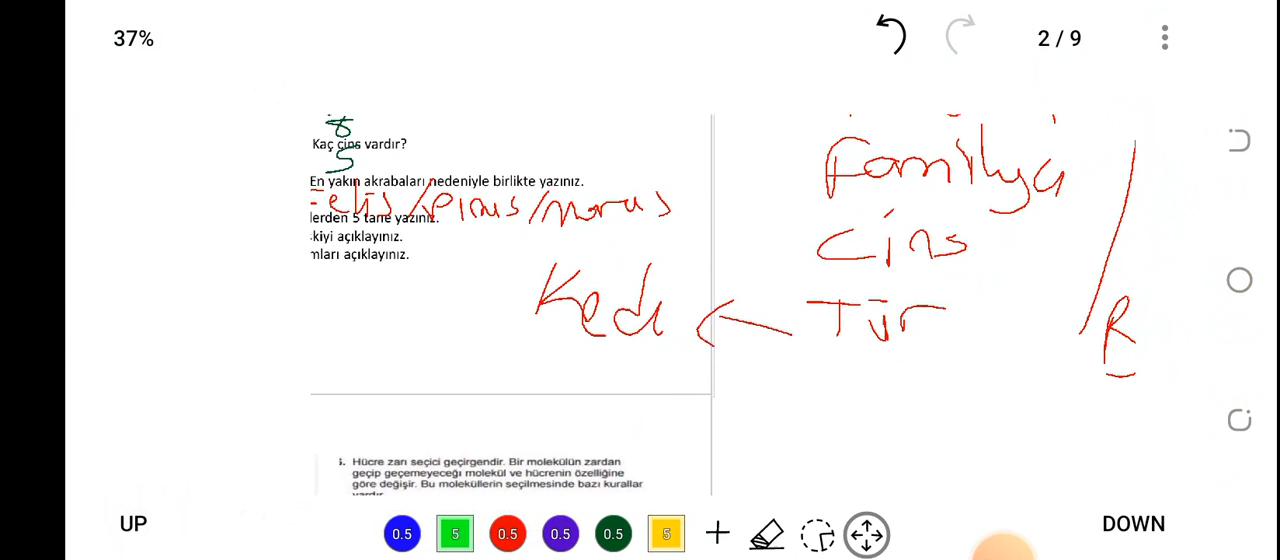 37%
2 / 9
8
Kaç cins vardır?
5
En yakın akrabaları nedeniyle birlikte yazınız.
Felis/Pinus/Morus
lerden 5 tane yazınız.
kiyi açıklayınız.
mları açıklayınız.
Familya
Cins
Kedi ← Tür
R
i. Hücre zarı seçici geçirgendir. Bir molekülün zardan
geçip geçemeyeceği molekül ve hücrenin özelliğine
göre değişir. Bu moleküllerin seçilmesinde bazı kurallar
vardır
UP
0.5
5
0.5
0.5
0.5
5
DOWN